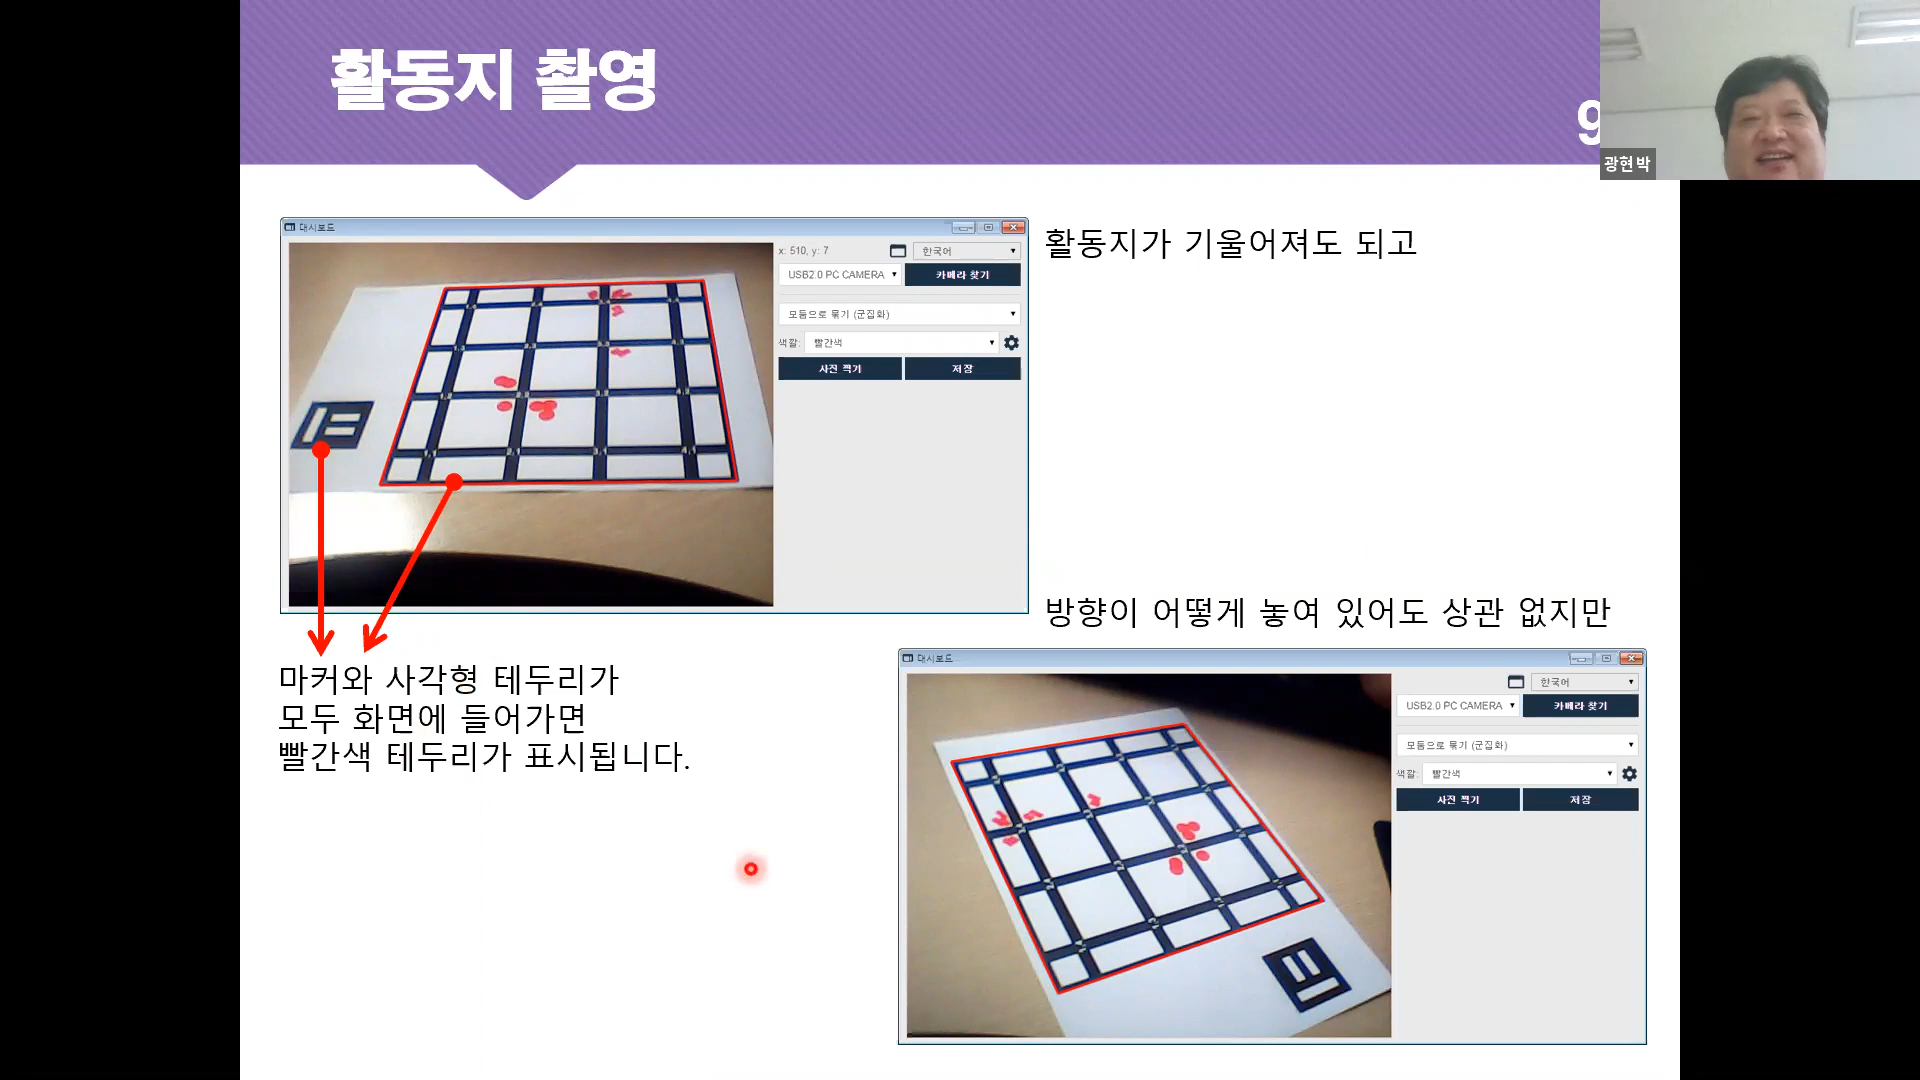 활동지 촬영
9
광현 박
대시보드
x: 510, y: 7
한국어
USB2.0 PC CAMERA
카메라 찾기
모둠으로 묶기 (군집화)
색깔: 빨간색
사진 찍기
저장
활동지가 기울어져도 되고
마커와 사각형 테두리가
모두 화면에 들어가면
빨간색 테두리가 표시됩니다.
방향이 어떻게 놓여 있어도 상관 없지만
대시보드
한국어
USB2.0 PC CAMERA
카메라 찾기
모둠으로 묶기 (군집화)
색깔: 빨간색
사진 찍기
저장